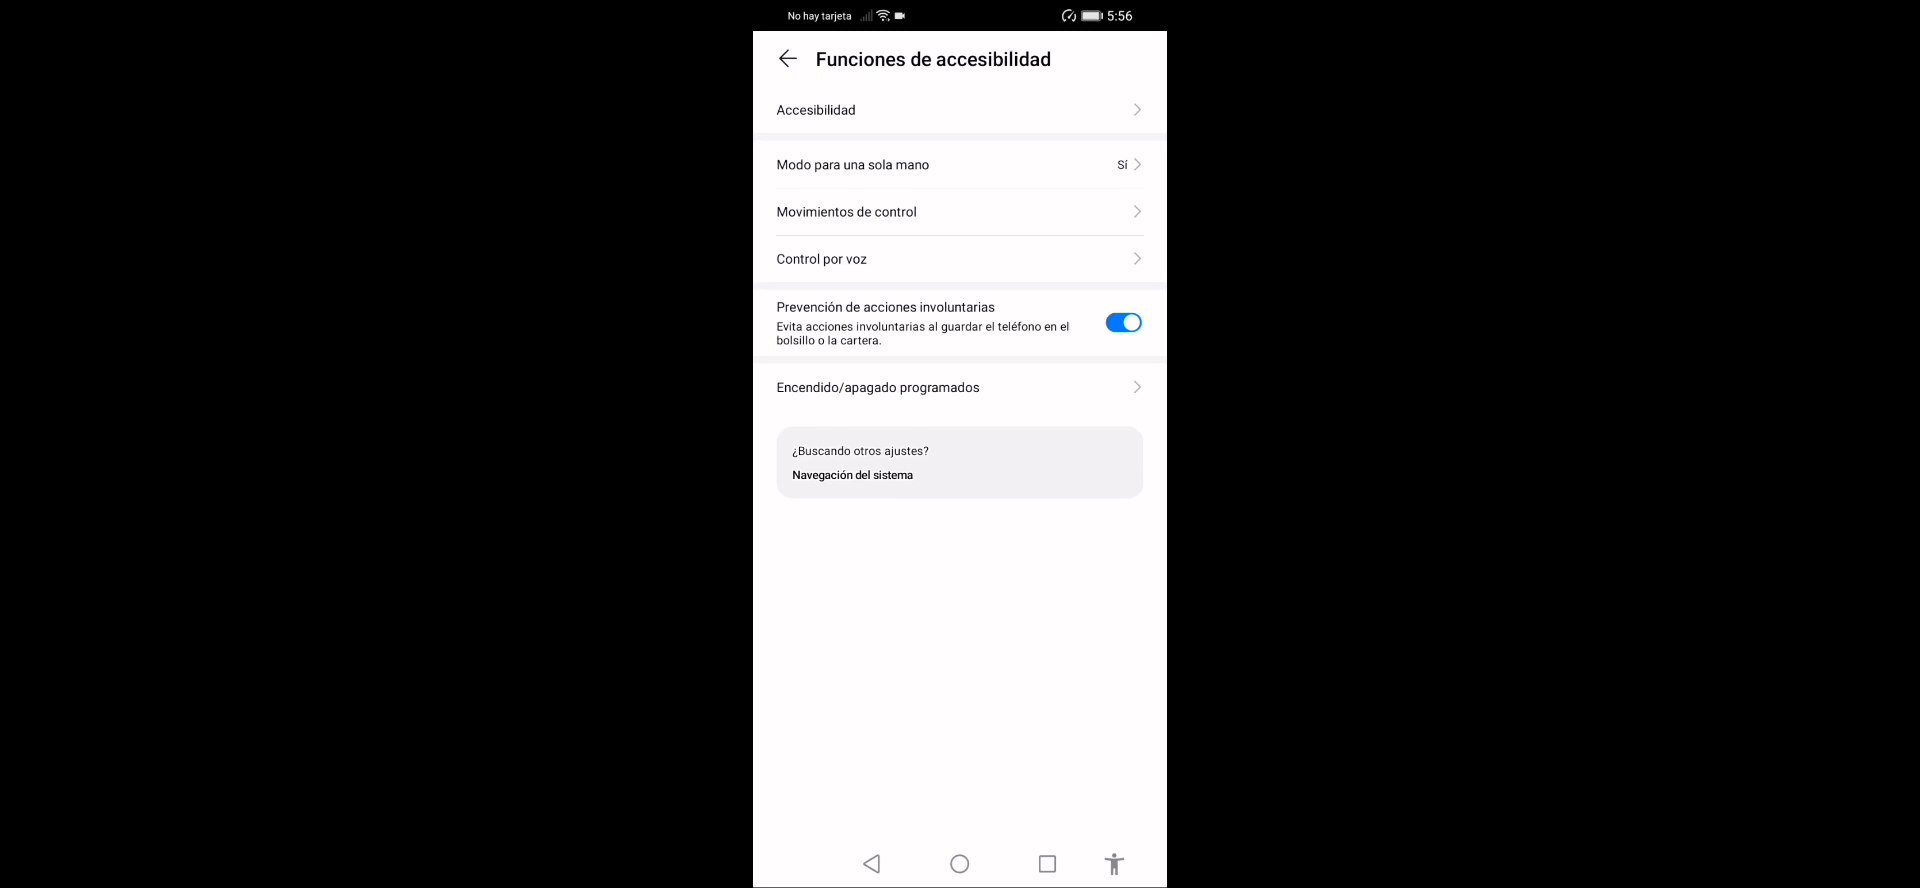 No hay tarjeta
5:56
Funciones de accesibilidad
Accesibilidad
Modo para una sola mano
Sí
Movimientos de control
Control por voz
Prevención de acciones involuntarias
Evita acciones involuntarias al guardar el teléfono en el
bolsillo o la cartera.
Encendido/apagado programados
¿Buscando otros ajustes?
Navegación del sistema